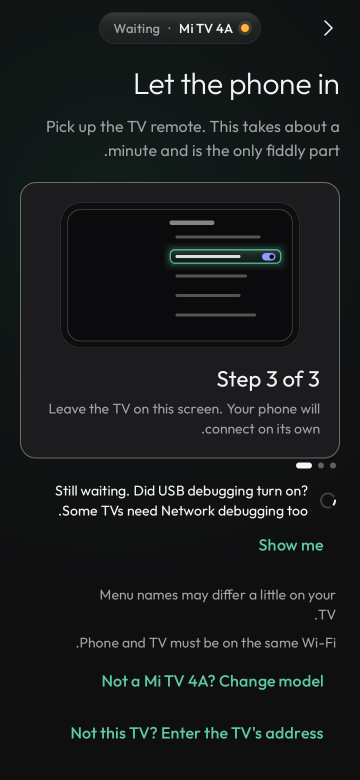 Waiting · Mi TV 4A
Let the phone in
Pick up the TV remote. This takes about a
.minute and is the only fiddly part
Step 3 of 3
Leave the TV on this screen. Your phone will
.connect on its own
Still waiting. Did USB debugging turn on?
.Some TVs need Network debugging too
Show me
Menu names may differ a little on your
.TV
.Phone and TV must be on the same Wi-Fi
Not a Mi TV 4A? Change model
Not this TV? Enter the TV's address